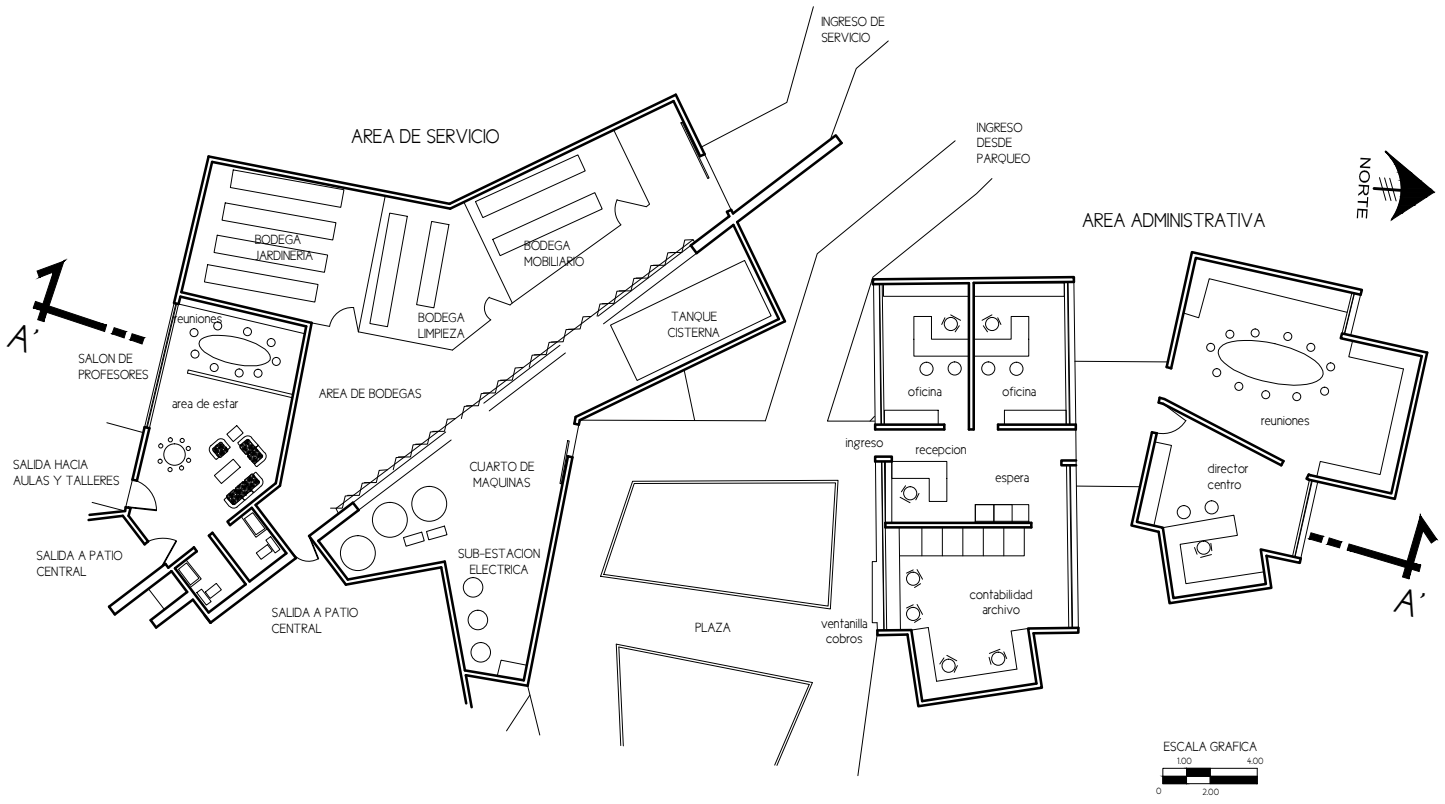 INGRESO DE
SERVICIO
AREA DE SERVICIO
INGRESO
DESDE
PARQUEO
NORTE
AREA ADMINISTRATIVA
BODEGA
JARDINERIA
BODEGA
MOBILIARIO
BODEGA
LIMPIEZA
TANQUE
CISTERNA
reuniones
A'
SALON DE
PROFESORES
AREA DE BODEGAS
area de estar
oficina
oficina
reuniones
ingreso
recepcion
espera
director
centro
SALIDA HACIA
AULAS Y TALLERES
CUARTO DE
MAQUINAS
SALIDA A PATIO
CENTRAL
SUB-ESTACION
ELECTRICA
SALIDA A PATIO
CENTRAL
PLAZA
contabilidad
archivo
ventanilla
cobros
A'
ESCALA GRAFICA
1.00 4.00
0 2.00